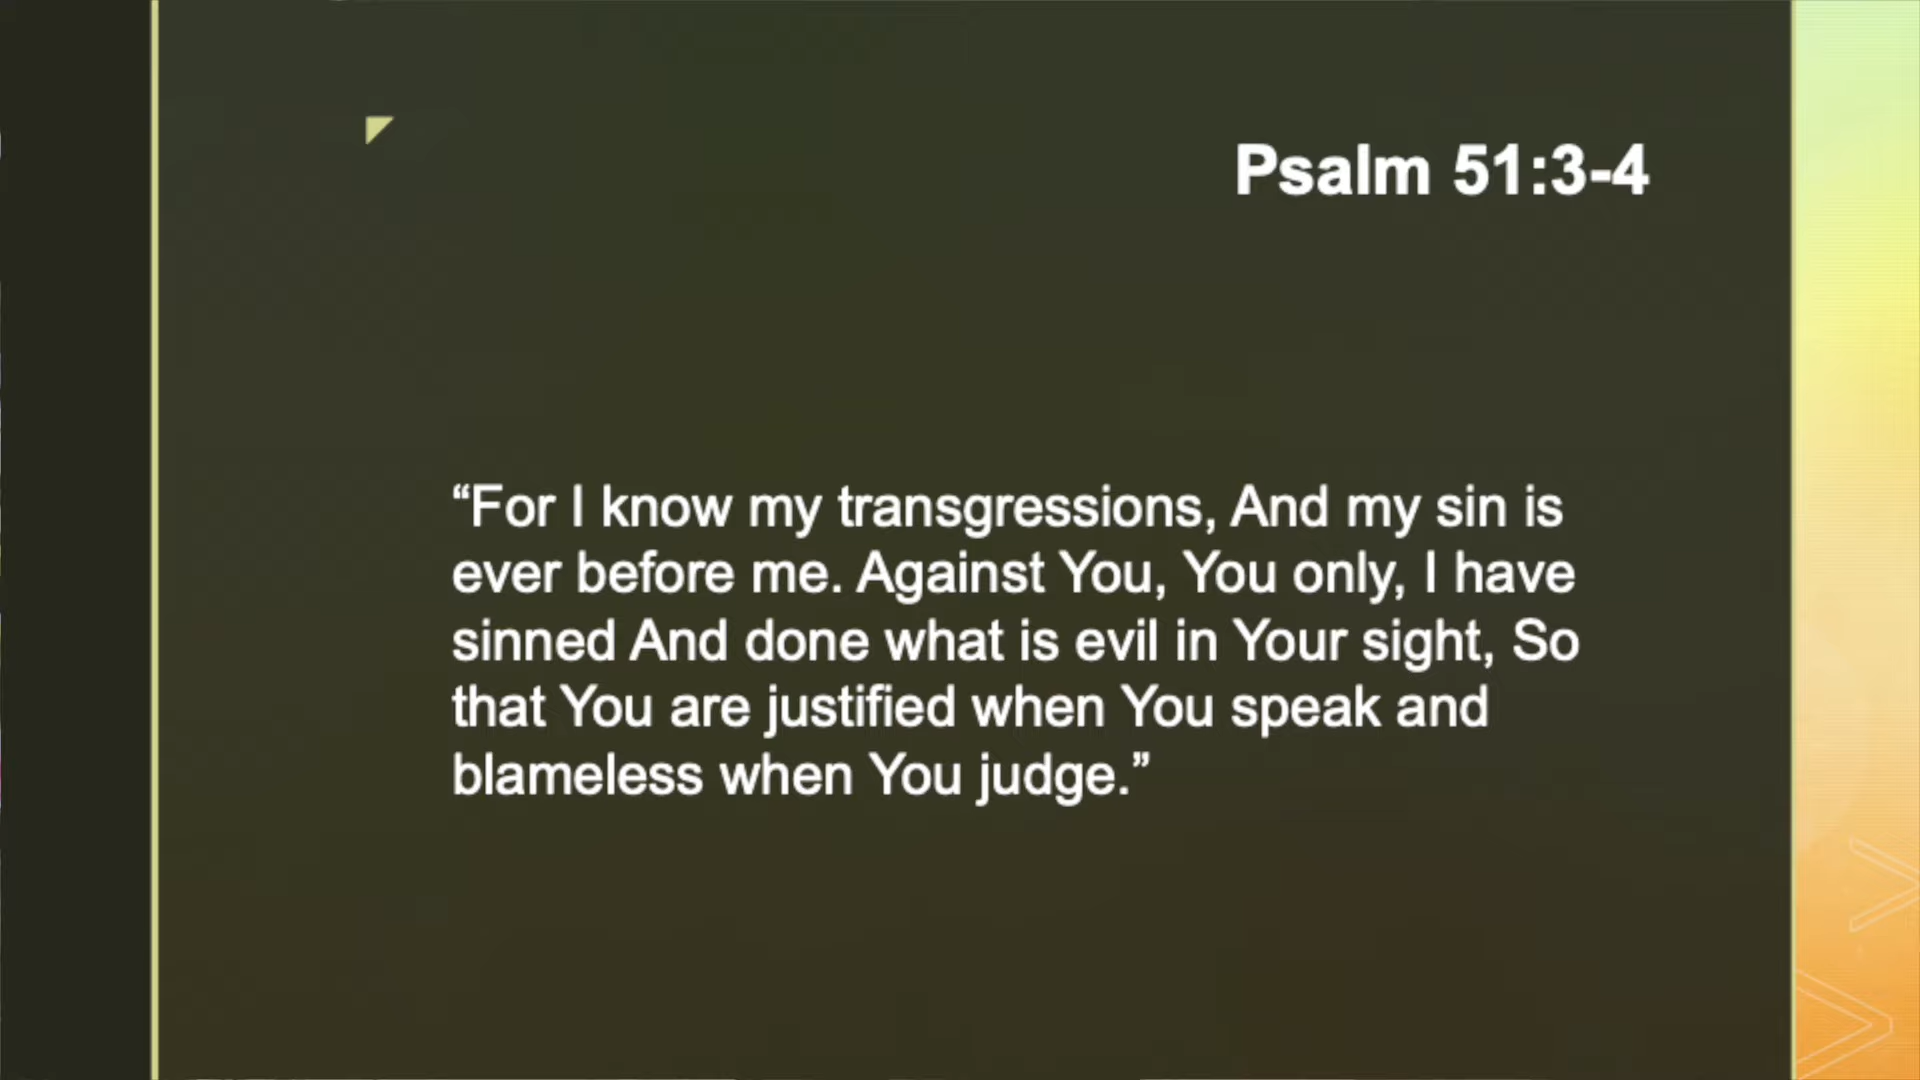 Psalm 51:3-4
“For I know my transgressions, And my sin is
ever before me. Against You, You only, I have
sinned And done what is evil in Your sight, So
that You are justified when You speak and
blameless when You judge.”